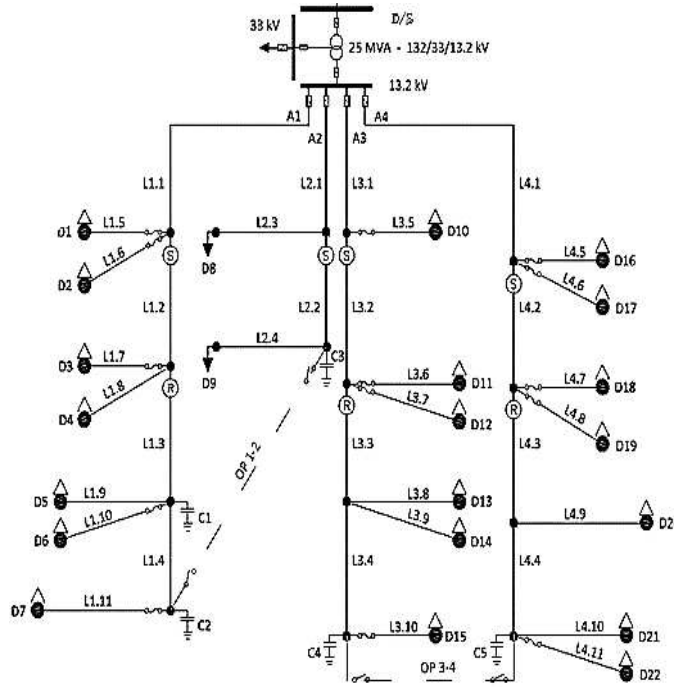 D/S
33 kV
25 MVA - 132/33/13.2 kV
13.2 kV
A1
A2
A3
A4
L1.1
L2.1
L3.1
L4.1
D1
L1.5
L1.6
D2
L2.3
D8
L3.5
D10
L4.5
D16
L4.6
D17
S
S
S
S
L1.2
L2.2
L3.2
L4.2
L2.4
D9
C3
D3
L1.7
L1.8
D4
R
L3.6
D11
L3.7
D12
R
L4.7
D18
L4.8
D19
R
L1.3
L3.3
L4.3
OP 1-2
D5
L1.9
L1.10
D6
C1
L3.8
D13
L3.9
D14
L4.9
D2
L1.4
L3.4
L4.4
D7
L1.11
C2
C4
L3.10
D15
C5
L4.10
D21
L4.11
D22
OP 3-4